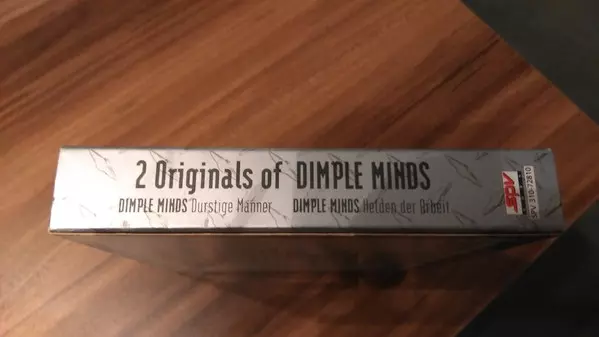 2 Originals of DIMPLE MINDS
DIMPLE MINDS Durstige Männer DIMPLE MINDS Helden der Arbeit
SPV
SPV 310-72810